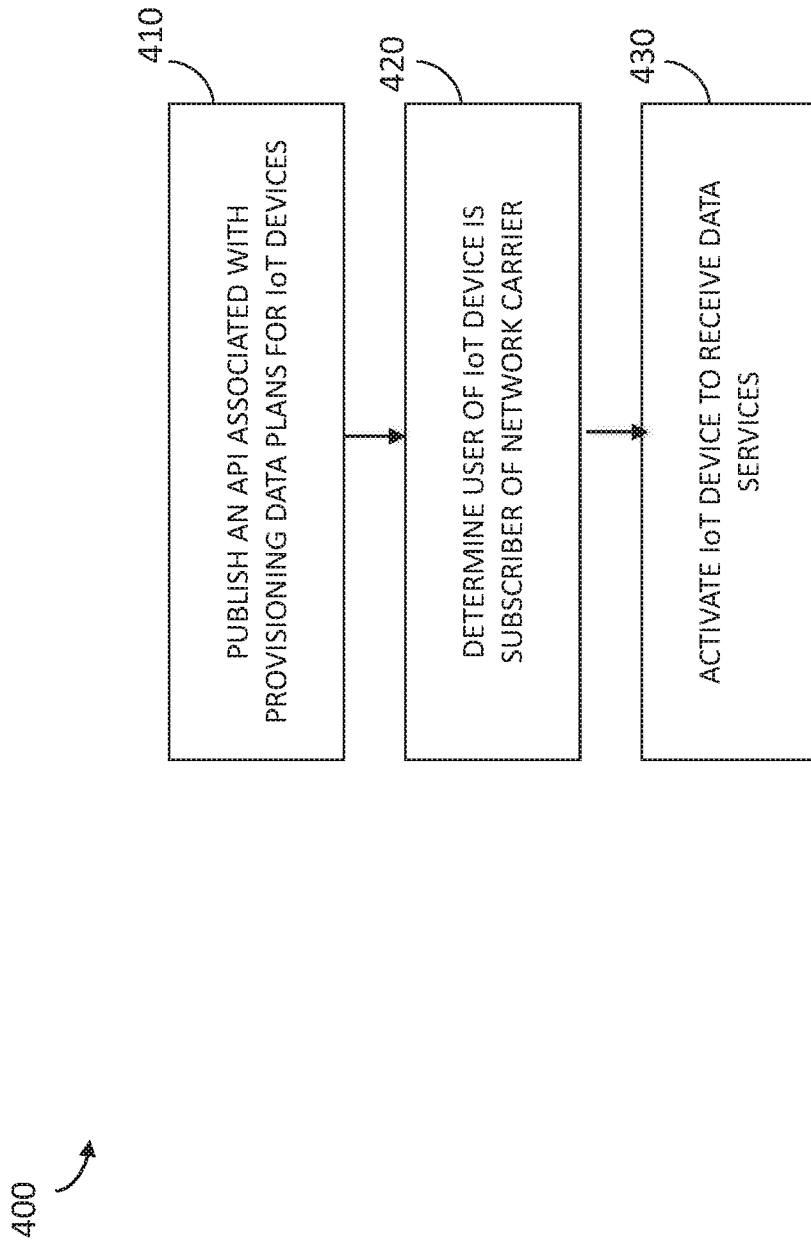 400
410
PUBLISH AN API ASSOCIATED WITH
PROVISIONING DATA PLANS FOR IoT DEVICES
420
DETERMINE USER OF IoT DEVICE IS
SUBSCRIBER OF NETWORK CARRIER
430
ACTIVATE IoT DEVICE TO RECEIVE DATA
SERVICES